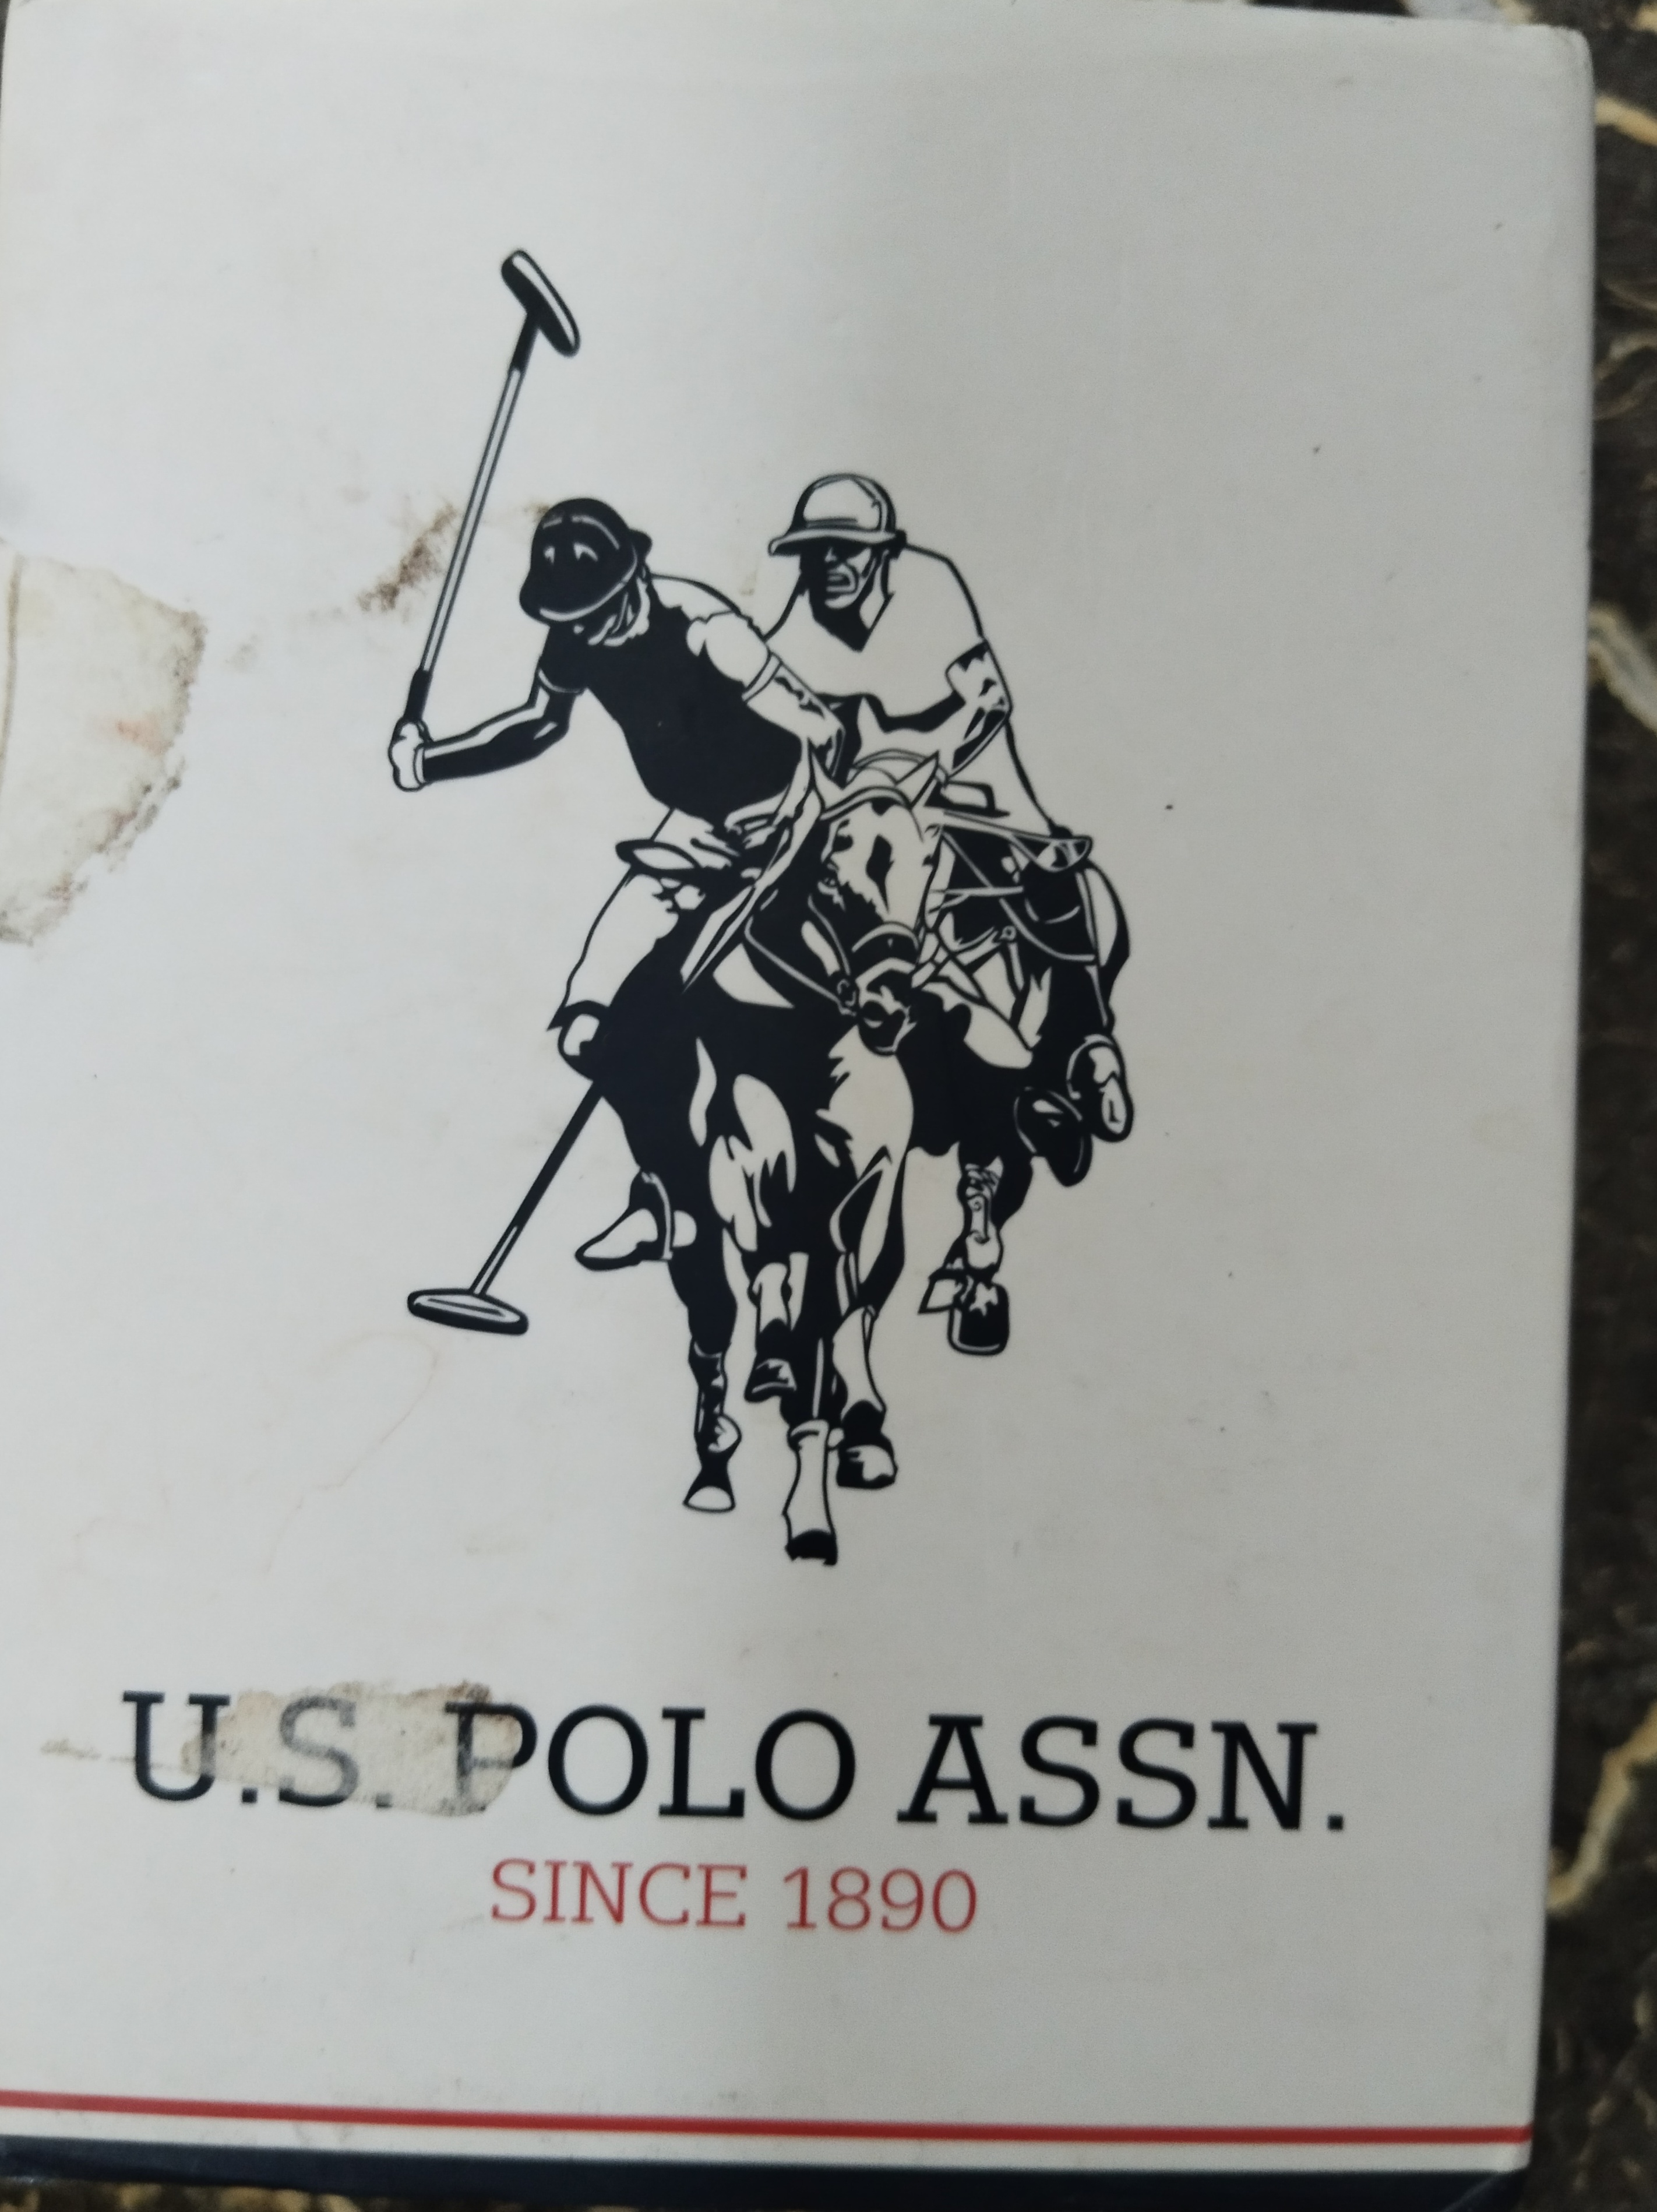 U.S. POLO ASSN.
SINCE 1890